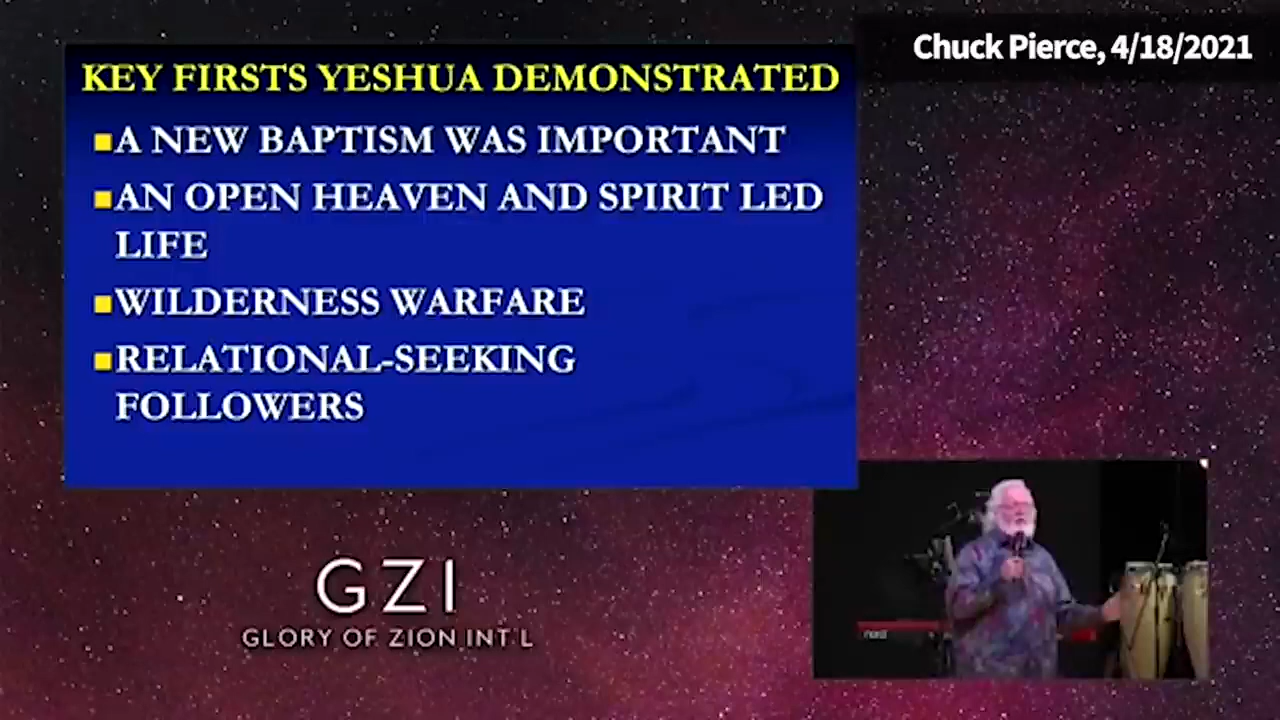 Chuck Pierce, 4/18/2021
KEY FIRSTS YESHUA DEMONSTRATED
A NEW BAPTISM WAS IMPORTANT
AN OPEN HEAVEN AND SPIRIT LED
LIFE
WILDERNESS WARFARE
RELATIONAL-SEEKING
FOLLOWERS
GZI
GLORY OF ZION INT'L
nord